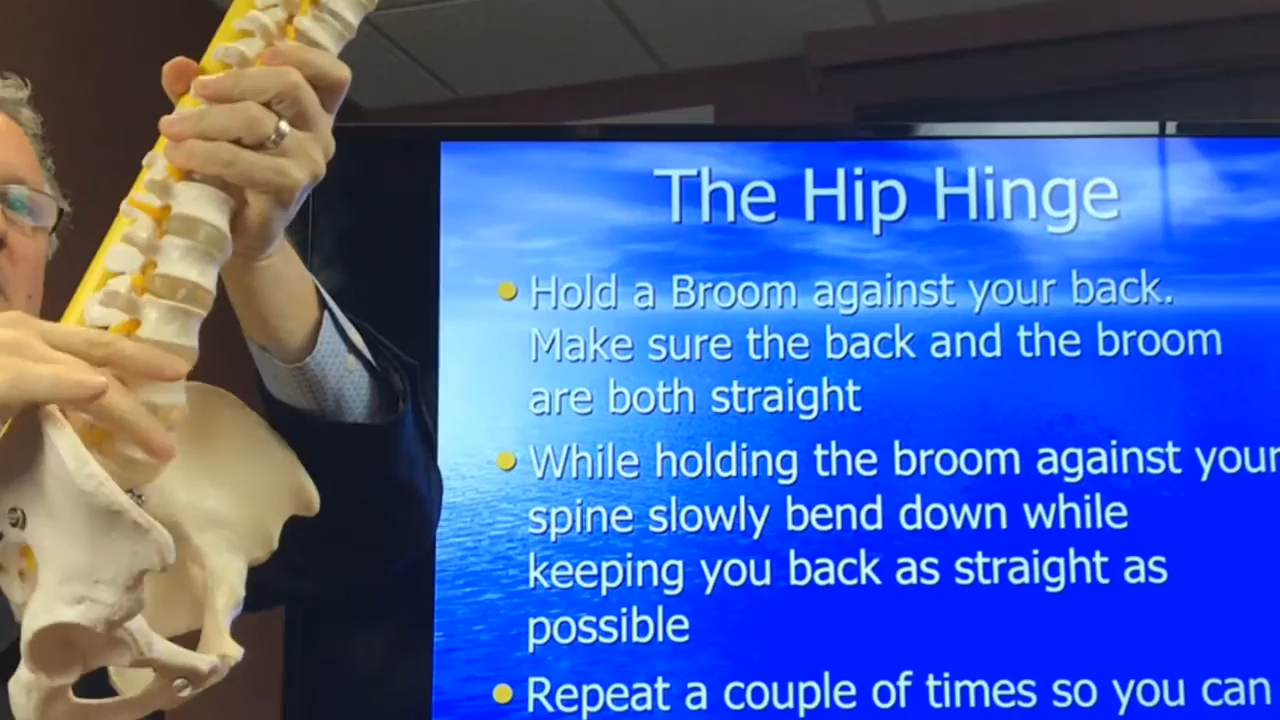 The Hip Hinge
Hold a Broom against your back.
Make sure the back and the broom
are both straight
While holding the broom against your
spine slowly bend down while
keeping you back as straight as
possible
Repeat a couple of times so you can